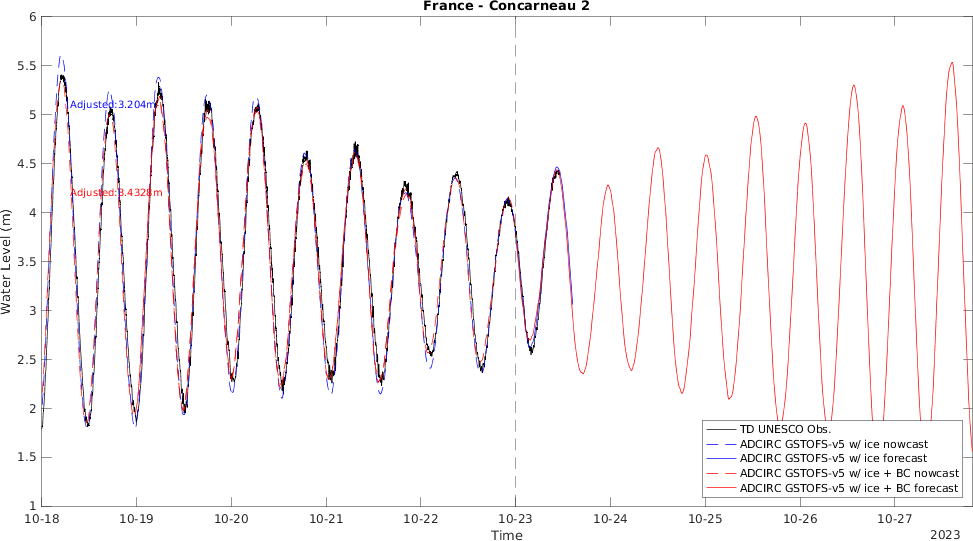 France - Concarneau 2
6
5.5
5
4.5
4
3.5
3
2.5
2
1.5
1
Water Level (m)
Adjusted:3.204m
Adjusted:3.4328m
TD UNESCO Obs.
ADCIRC GSTOFS-v5 w/ ice nowcast
ADCIRC GSTOFS-v5 w/ ice forecast
ADCIRC GSTOFS-v5 w/ ice + BC nowcast
ADCIRC GSTOFS-v5 w/ ice + BC forecast
10-18 10-19 10-20 10-21 10-22 10-23 10-24 10-25 10-26 10-27
Time
2023